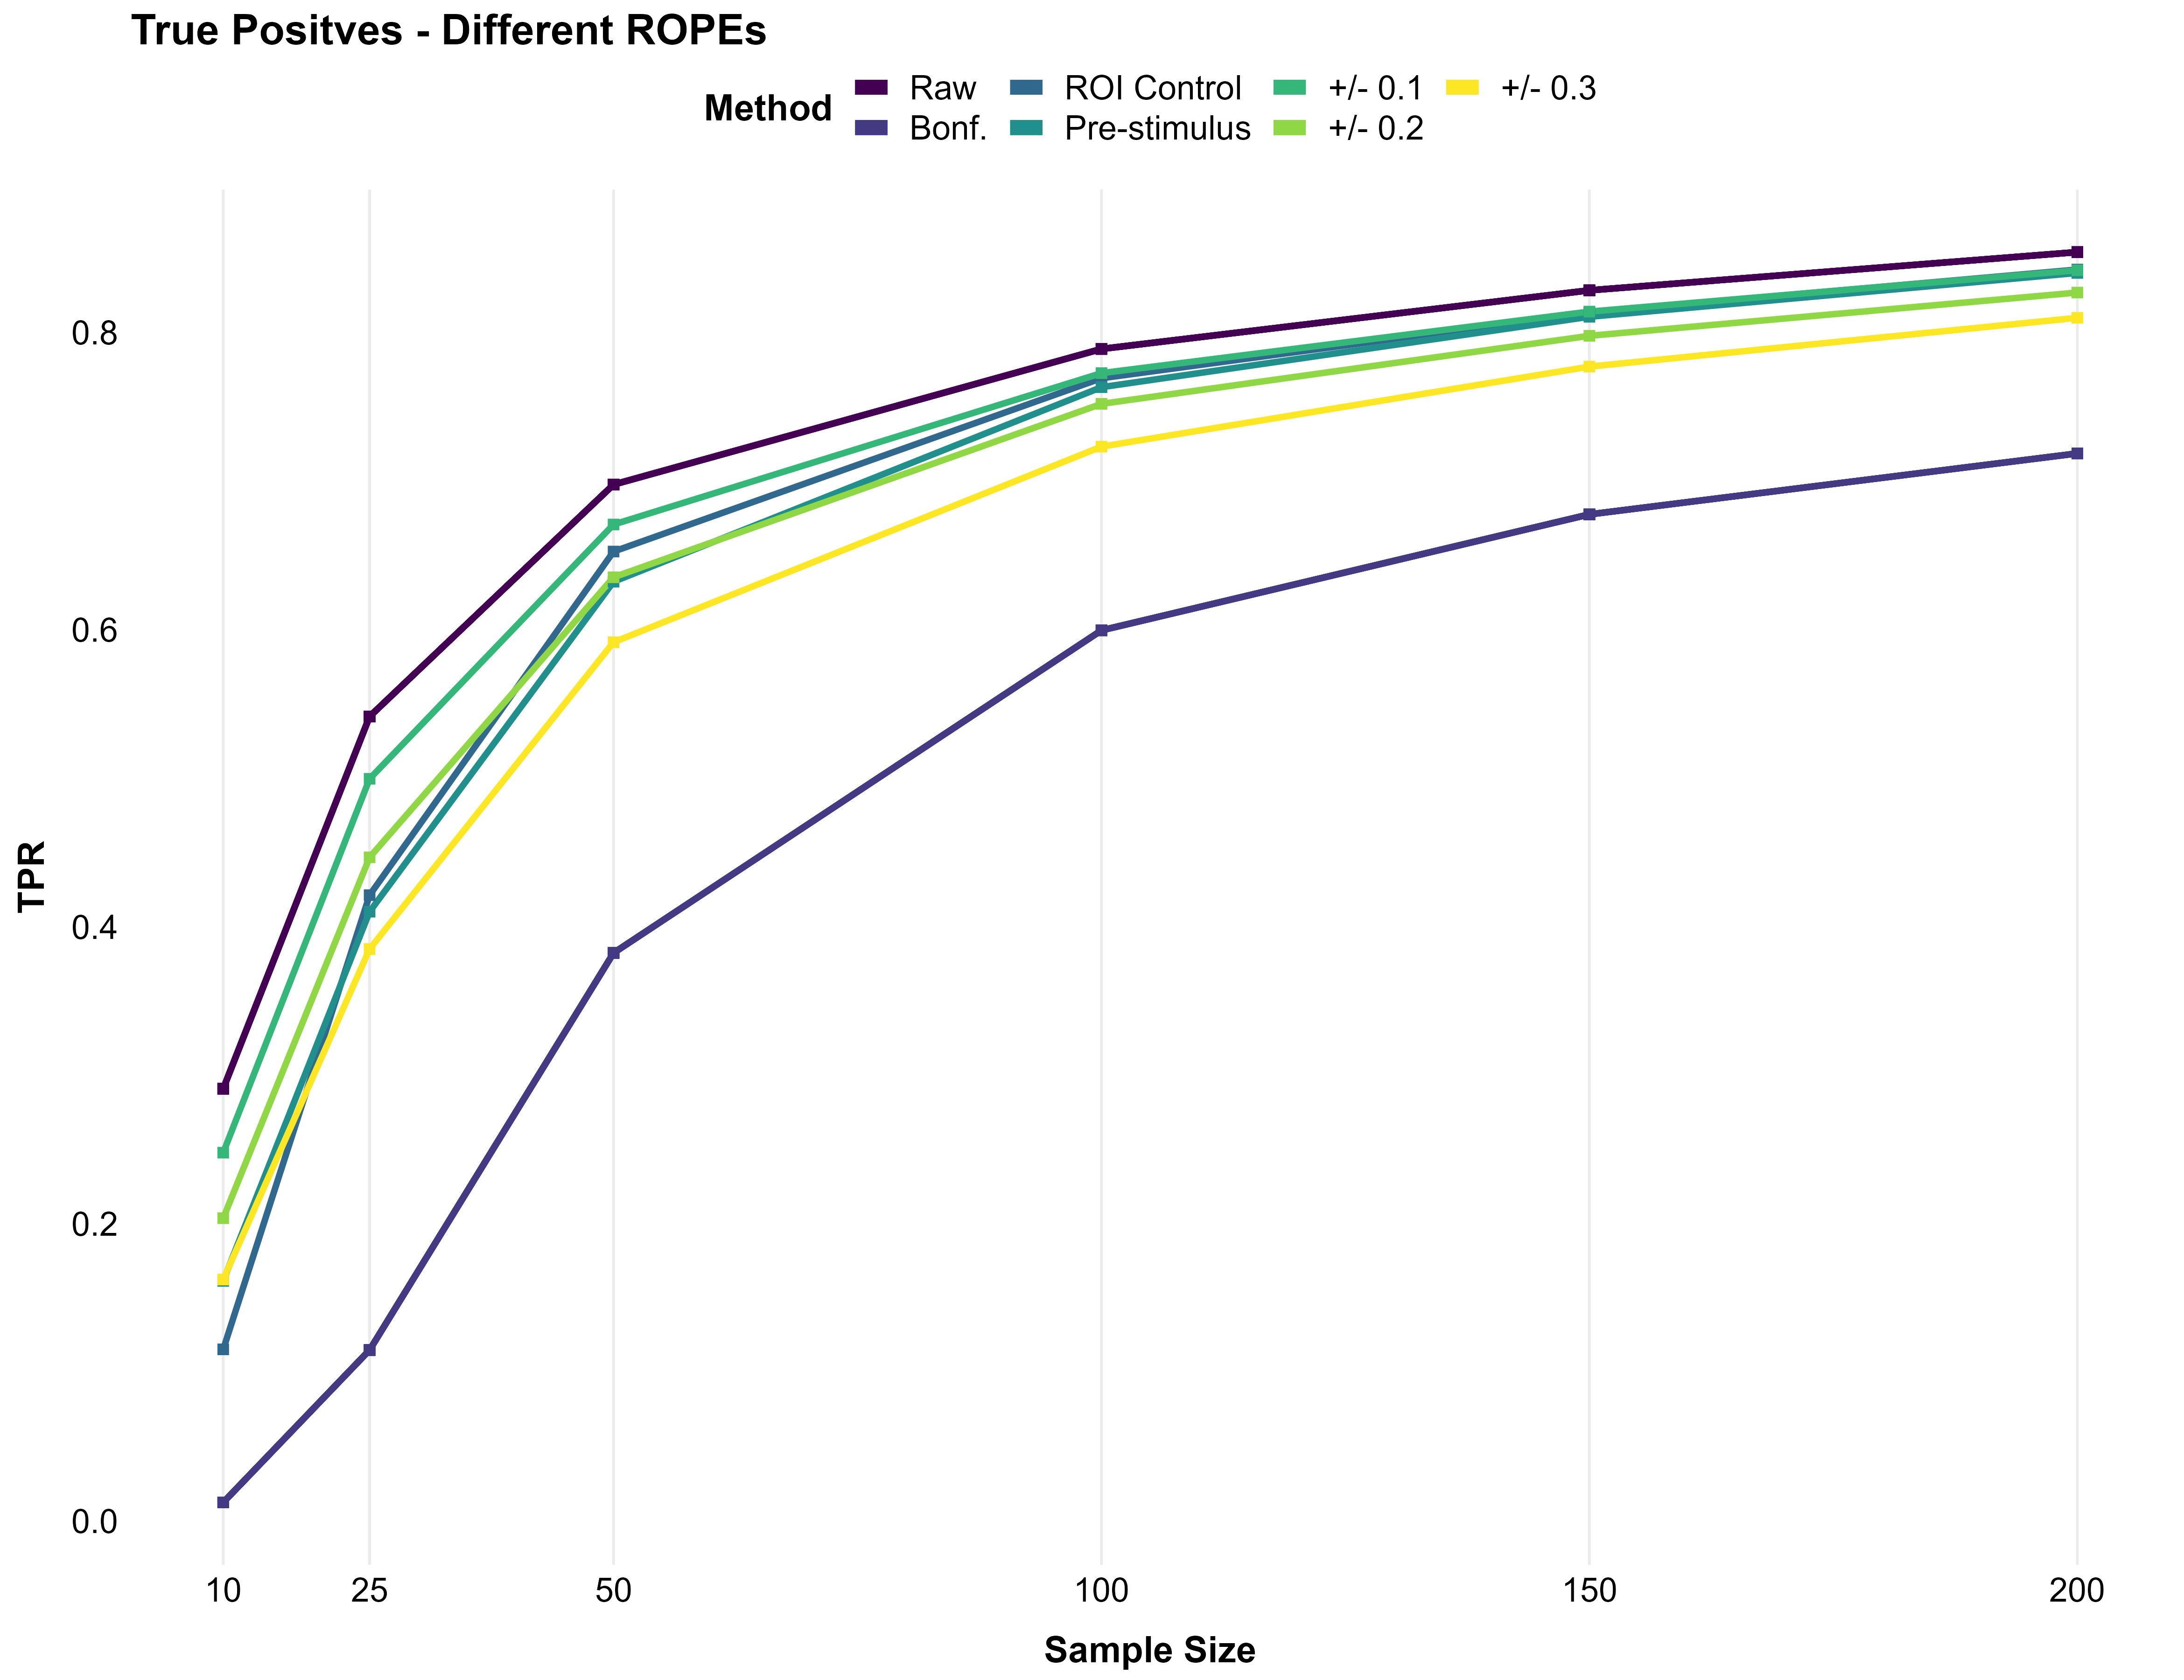 True Positves - Different ROPEs
Method
Raw
ROI Control
+/- 0.1
+/- 0.3
Bonf.
Pre-stimulus
+/- 0.2
TPR
0.8
0.6
0.4
0.2
0.0
10 25 50 100 150 200
Sample Size